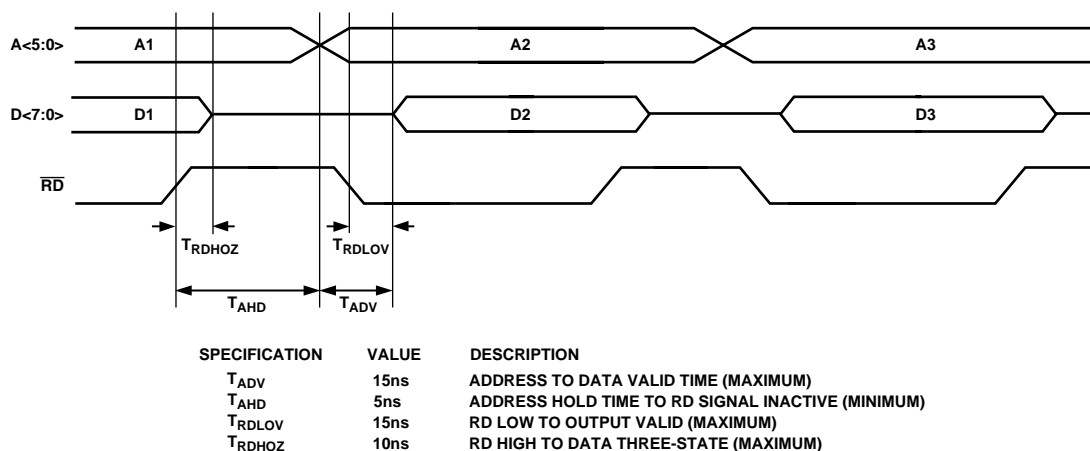 A<5:0> A1 A2 A3
D<7:0> D1 D2 D3
RD
TRDHOZ TRDLOV
TAHD TADV
SPECIFICATION VALUE DESCRIPTION
TADV 15ns ADDRESS TO DATA VALID TIME (MAXIMUM)
TAHD 5ns ADDRESS HOLD TIME TO RD SIGNAL INACTIVE (MINIMUM)
TRDLOV 15ns RD LOW TO OUTPUT VALID (MAXIMUM)
TRDHOZ 10ns RD HIGH TO DATA THREE-STATE (MAXIMUM)